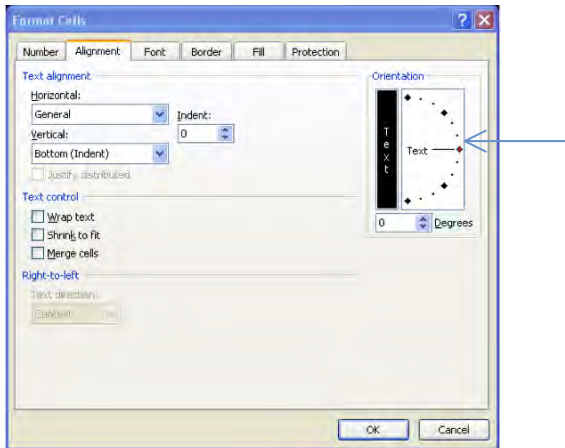 Format Cells
Number Alignment Font Border Fill Protection
Text alignment
Horizontal:
General
Indent:
0
Vertical:
Bottom (Indent)
Justify distributed
Text control
Wrap text
Shrink to fit
Merge cells
Right-to-left
Text direction:
Context
Orientation
Text
Text
0 Degrees
OK Cancel